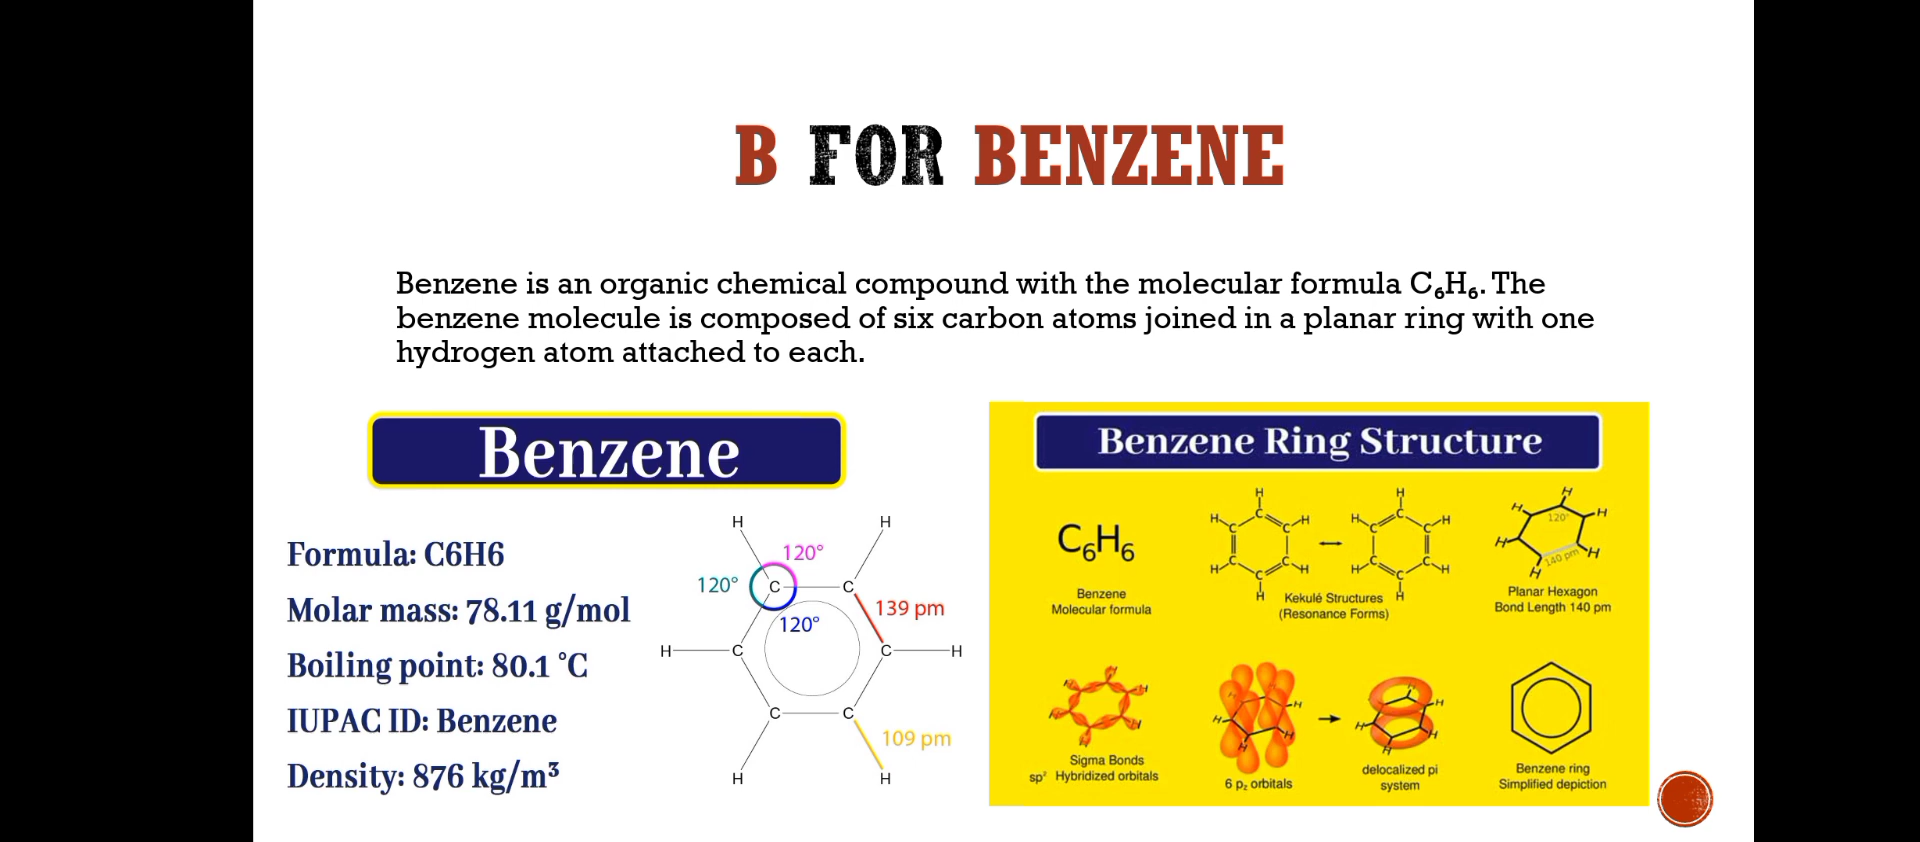 B FOR BENZENE
Benzene is an organic chemical compound with the molecular formula C₆H₆. The
benzene molecule is composed of six carbon atoms joined in a planar ring with one
hydrogen atom attached to each.
Benzene
Formula: C6H6
Molar mass: 78.11 g/mol
Boiling point: 80.1 °C
IUPAC ID: Benzene
Density: 876 kg/m³
H H
120°
120° C C
139 pm
120°
H C C H
C C
109 pm
H H
Benzene Ring Structure
C₆H₆
Benzene
Molecular formula
H
H C H
C C
C C
H C H
H
H
H C H
C C
C C
H C H
H
Kekulé Structures
(Resonance Forms)
H
H H
120°
H H
140 pm
H
Planar Hexagon
Bond Length 140 pm
H H H
H H
H
Sigma Bonds
sp² Hybridized orbitals
H H H
H H
H
6 p𝓏 orbitals
H H
H H
H
delocalized pi
system
Benzene ring
Simplified depiction